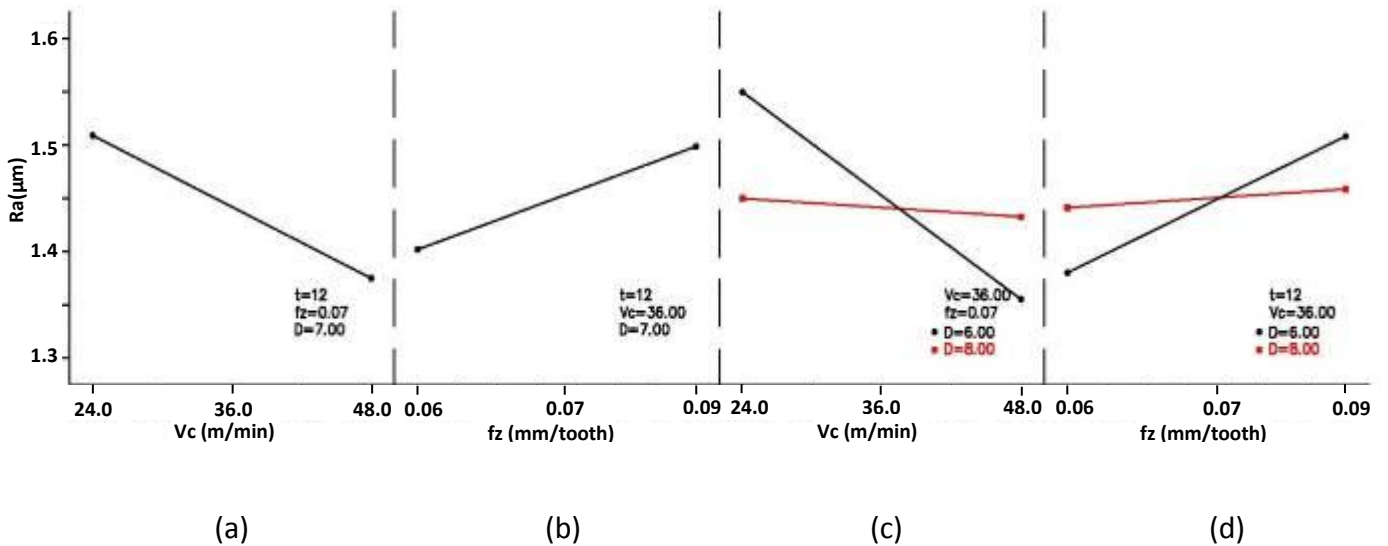 Ra(µm)
1.6
1.5
1.4
1.3
t=12
fz=0.07
D=7.00
24.0 36.0 48.0
Vc (m/min)
(a)
t=12
Vc=36.00
D=7.00
0.06 0.07 0.09
fz (mm/tooth)
(b)
Vc=36.00
fz=0.07
D=6.00
D=8.00
24.0 36.0 48.0
Vc (m/min)
(c)
t=12
Vc=36.00
D=6.00
D=8.00
0.06 0.07 0.09
fz (mm/tooth)
(d)